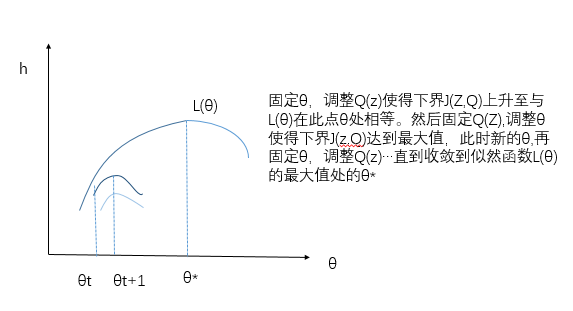 h
L(θ)
固定θ，调整Q(z)使得下界J(Z,Q)上升至与
L(θ)在此点θ处相等。然后固定Q(Z),调整θ
使得下界J(z,Q)达到最大值，此时新的θ,再
固定θ，调整Q(z)···直到收敛到似然函数L(θ)
的最大值处的θ*
θ
θt
θt+1
θ*